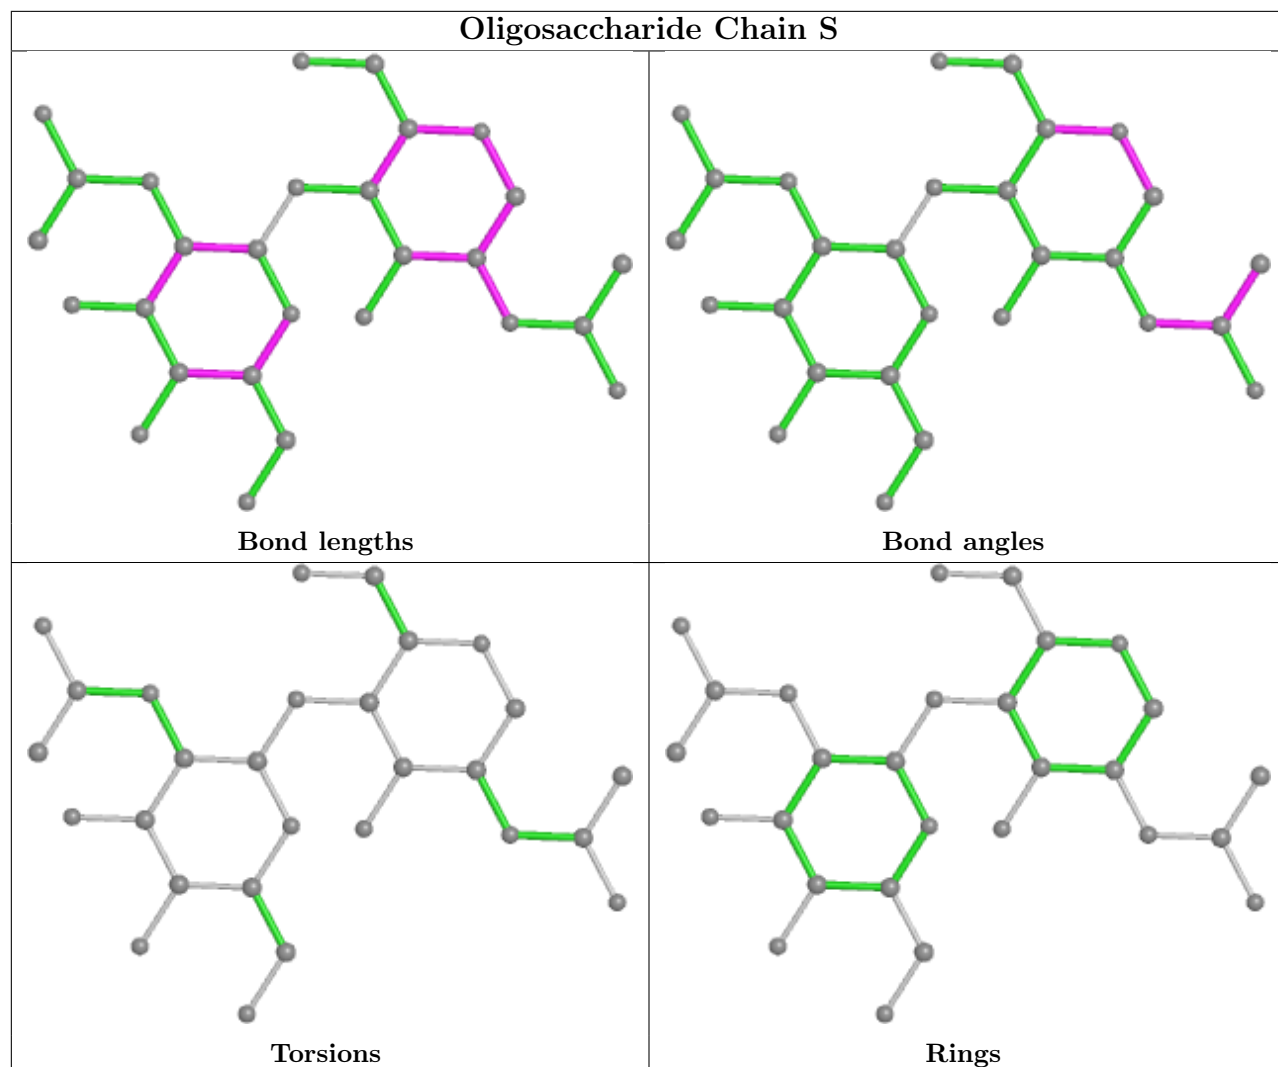 Oligosaccharide Chain S
Bond lengths
Bond angles
Torsions
Rings